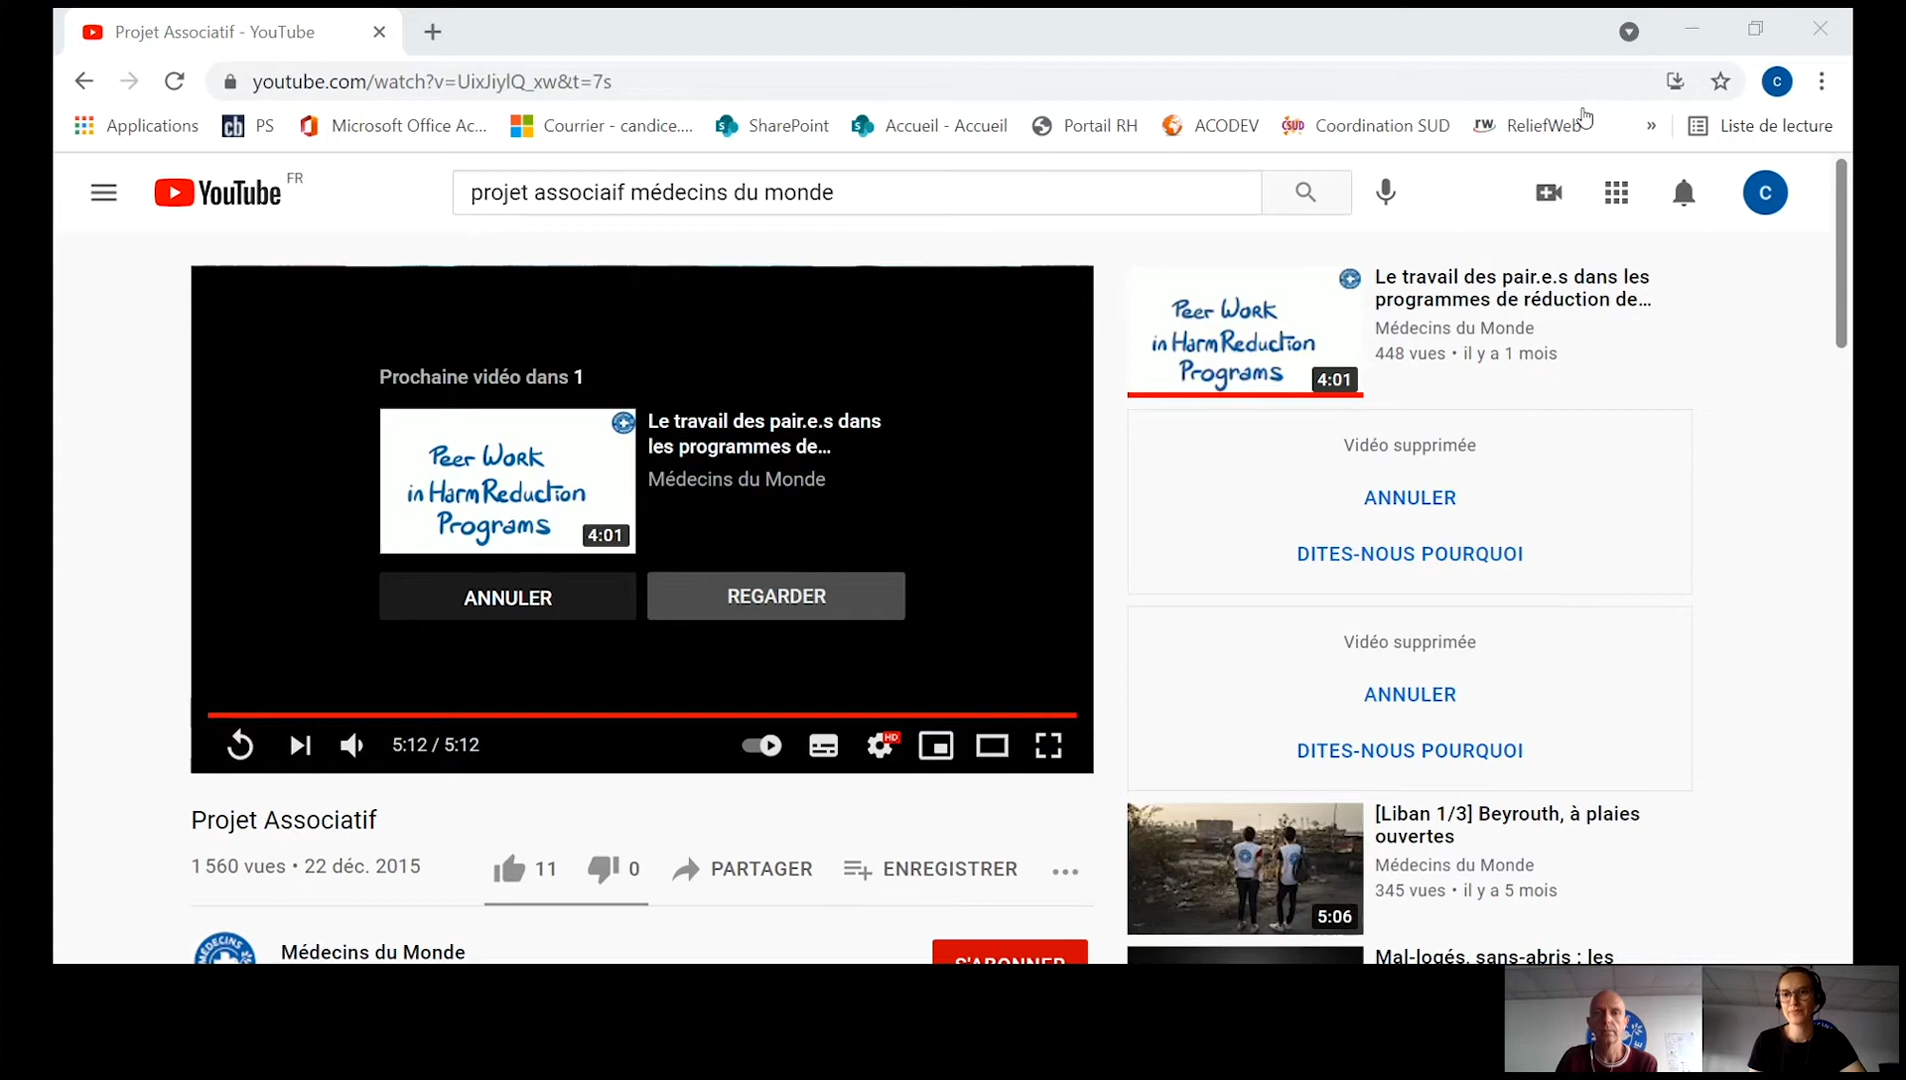 Projet Associatif - YouTube
youtube.com/watch?v=UixJiylQ_xw&t=7s
C
Applications
cb PS
Microsoft Office Ac...
Courrier - candice....
SharePoint
Accueil - Accueil
Portail RH
ACODEV
CSUD Coordination SUD
rw ReliefWeb
»
Liste de lecture
YouTube FR
projet associaif médecins du monde
C
Prochaine vidéo dans 1
Peer Work
in Harm Reduction
Programs
4:01
Le travail des pair.e.s dans
les programmes de...
Médecins du Monde
ANNULER
REGARDER
5:12 / 5:12
HD
Projet Associatif
1 560 vues • 22 déc. 2015
11
0
PARTAGER
ENREGISTRER
MÉDECINS
Médecins du Monde
S'ABONNER
Peer Work
in Harm Reduction
Programs
4:01
Le travail des pair.e.s dans les
programmes de réduction de...
Médecins du Monde
448 vues • il y a 1 mois
Vidéo supprimée
ANNULER
DITES-NOUS POURQUOI
Vidéo supprimée
ANNULER
DITES-NOUS POURQUOI
5:06
[Liban 1/3] Beyrouth, à plaies
ouvertes
Médecins du Monde
345 vues • il y a 5 mois
Mal-logés, sans-abris : les